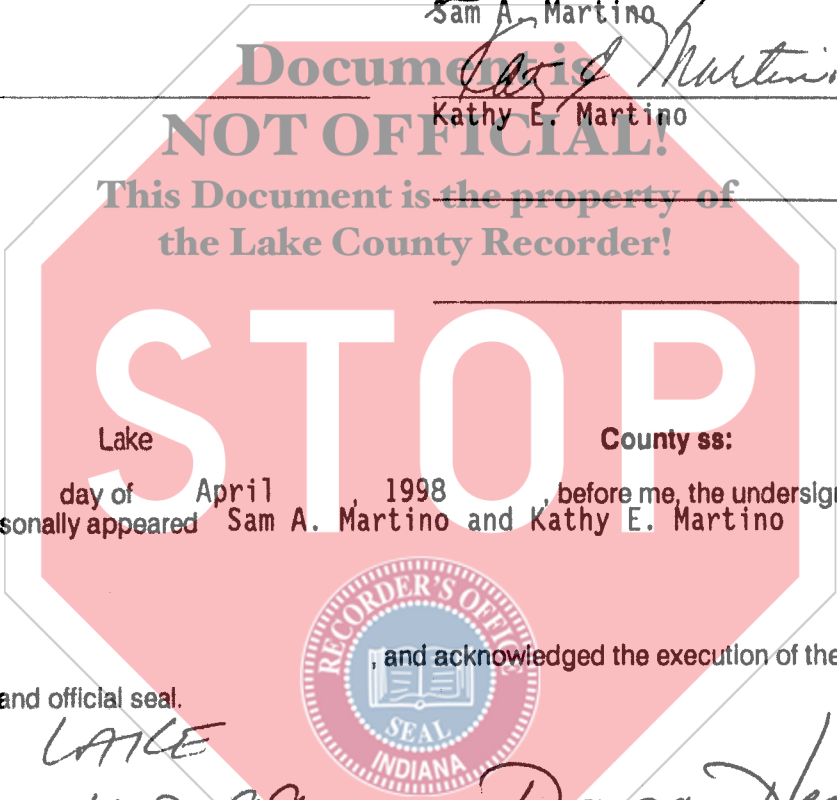 Sam A. Martino
Document is
Martino
Kathy E. Martino
NOT OFFICIAL!
This Document is the property of
the Lake County Recorder!
STOP
Lake County ss:
day of April , 1998 , before me, the undersign
sonally appeared Sam A. Martino and Kathy E. Martino
RECORDER'S OFFICE
, and acknowledged the execution of the
and official seal.
SEAL
INDIANA
LAKE